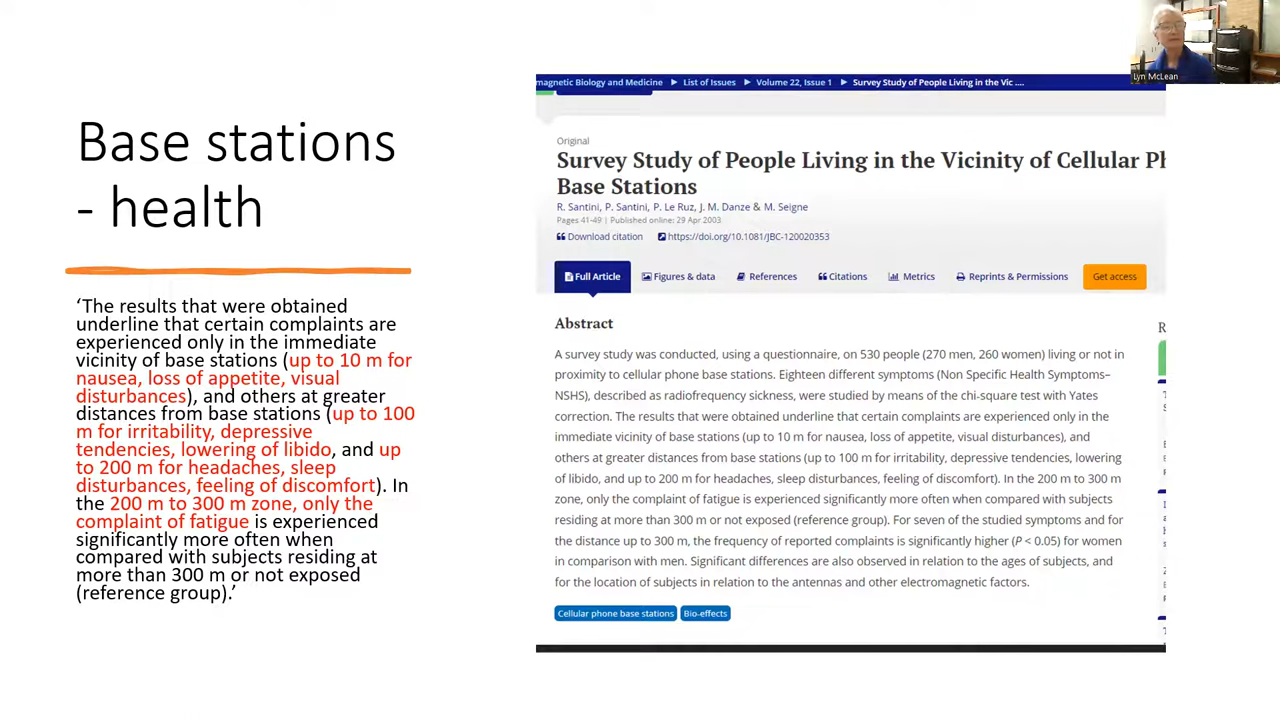 Base stations
- health
‘The results that were obtained
underline that certain complaints are
experienced only in the immediate
vicinity of base stations (up to 10 m for
nausea, loss of appetite, visual
disturbances), and others at greater
distances from base stations (up to 100
m for irritability, depressive
tendencies, lowering of libido, and up
to 200 m for headaches, sleep
disturbances, feeling of discomfort). In
the 200 m to 300 m zone, only the
complaint of fatigue is experienced
significantly more often when
compared with subjects residing at
more than 300 m or not exposed
(reference group).’
magnetic Biology and Medicine ▶ List of Issues ▶ Volume 22, Issue 1 ▶ Survey Study of People Living in the Vic ....
Original
Survey Study of People Living in the Vicinity of Cellular Ph
Base Stations
R. Santini, P. Santini, P. Le Ruz, J. M. Danze & M. Seigne
Pages 41-49 | Published online: 29 Apr 2003
Download citation https://doi.org/10.1081/JBC-120020353
Full Article Figures & data References Citations Metrics Reprints & Permissions Get access
Abstract
A survey study was conducted, using a questionnaire, on 530 people (270 men, 260 women) living or not in
proximity to cellular phone base stations. Eighteen different symptoms (Non Specific Health Symptoms–
NSHS), described as radiofrequency sickness, were studied by means of the chi-square test with Yates
correction. The results that were obtained underline that certain complaints are experienced only in the
immediate vicinity of base stations (up to 10 m for nausea, loss of appetite, visual disturbances), and
others at greater distances from base stations (up to 100 m for irritability, depressive tendencies, lowering
of libido, and up to 200 m for headaches, sleep disturbances, feeling of discomfort). In the 200 m to 300 m
zone, only the complaint of fatigue is experienced significantly more often when compared with subjects
residing at more than 300 m or not exposed (reference group). For seven of the studied symptoms and for
the distance up to 300 m, the frequency of reported complaints is significantly higher (P < 0.05) for women
in comparison with men. Significant differences are also observed in relation to the ages of subjects, and
for the location of subjects in relation to the antennas and other electromagnetic factors.
Cellular phone base stations Bio-effects
Lyn McLean